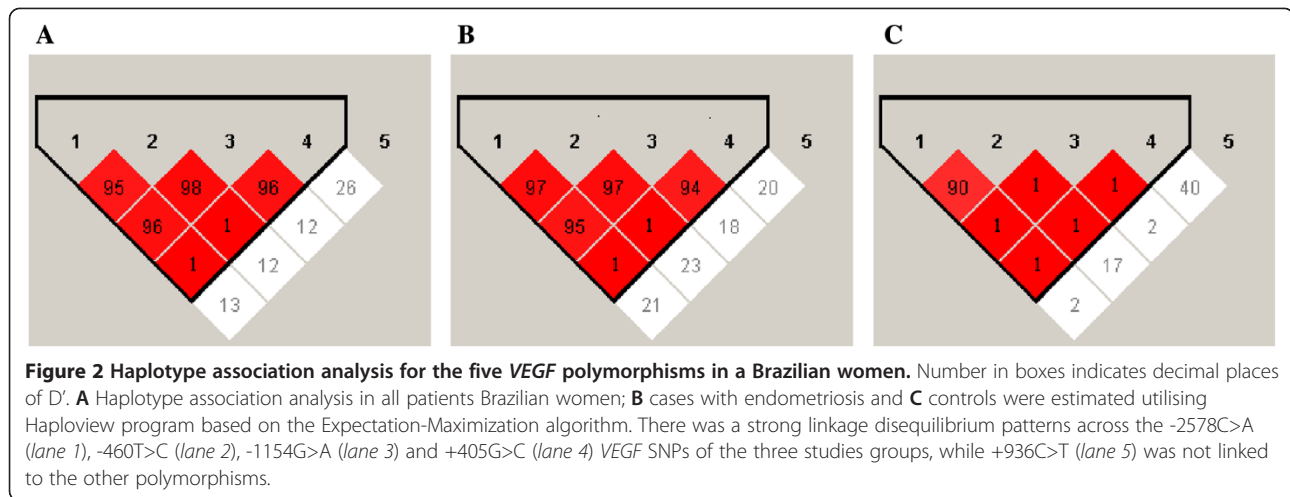 A B C
1 2 3 4 5 1 2 3 4 5 1 2 3 4 5
95 98 96 26 97 97 94 20 90 1 1 40
96 1 12 95 1 18 1 1 2
1 12 1 23 1 17
13 21 2
Figure 2 Haplotype association analysis for the five VEGF polymorphisms in a Brazilian women. Number in boxes indicates decimal places
of D'. A Haplotype association analysis in all patients Brazilian women; B cases with endometriosis and C controls were estimated utilising
Haploview program based on the Expectation-Maximization algorithm. There was a strong linkage disequilibrium patterns across the -2578C>A
(lane 1), -460T>C (lane 2), -1154G>A (lane 3) and +405G>C (lane 4) VEGF SNPs of the three studies groups, while +936C>T (lane 5) was not linked
to the other polymorphisms.